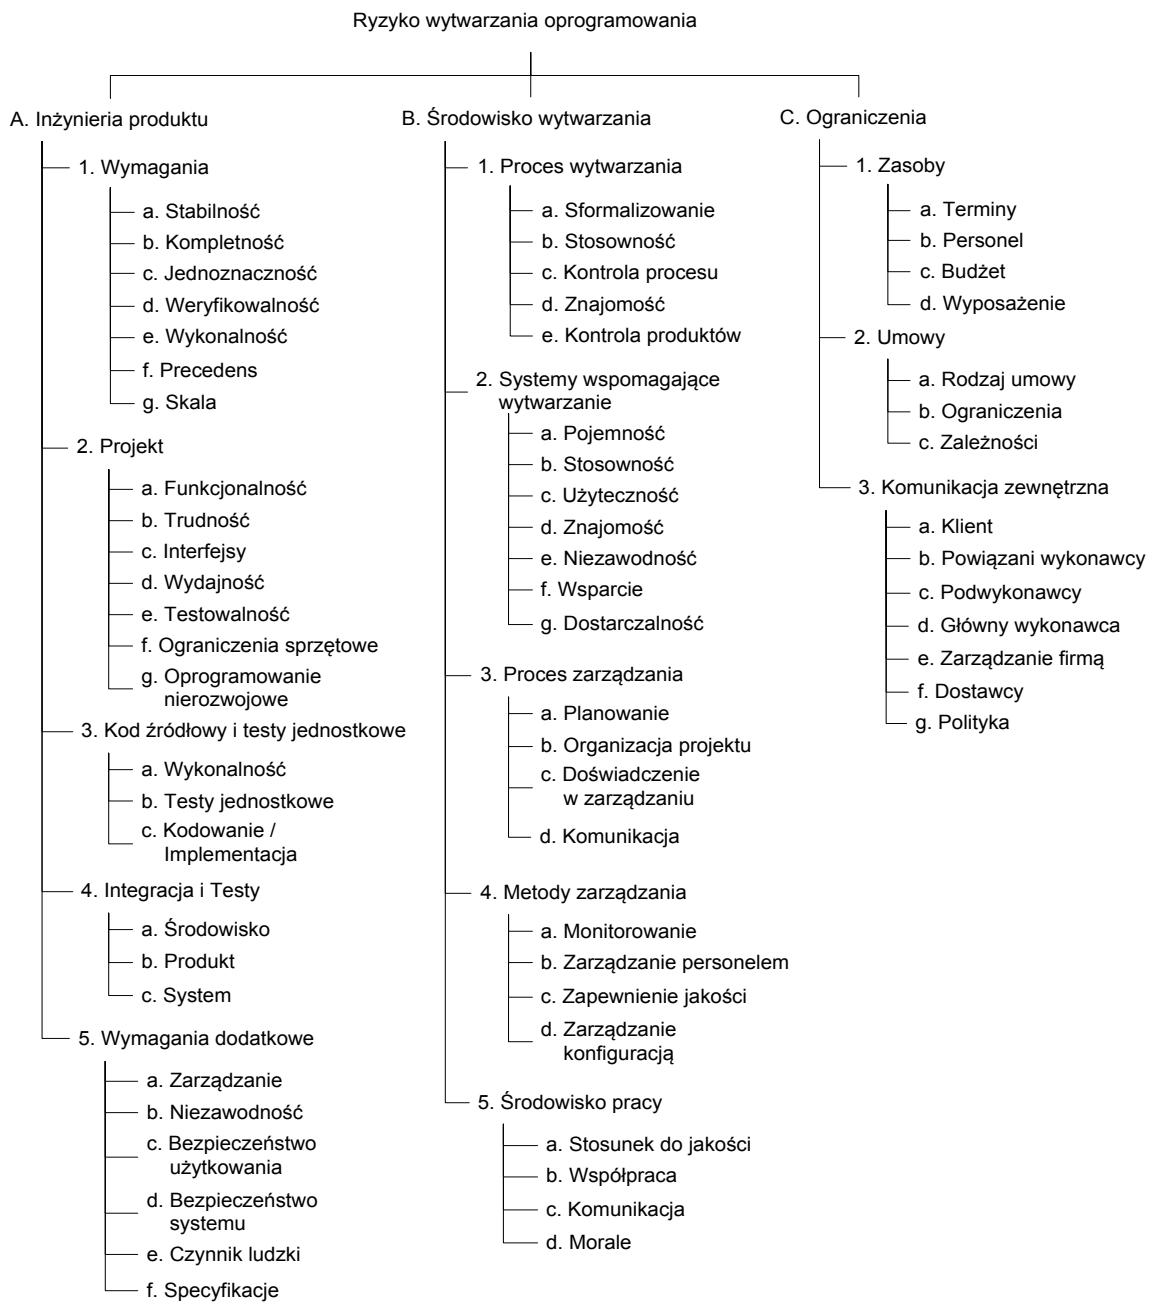 Ryzyko wytwarzania oprogramowania
A. Inżynieria produktu
1. Wymagania
a. Stabilność
b. Kompletność
c. Jednoznaczność
d. Weryfikowalność
e. Wykonalność
f. Precedens
g. Skala
2. Projekt
a. Funkcjonalność
b. Trudność
c. Interfejsy
d. Wydajność
e. Testowalność
f. Ograniczenia sprzętowe
g. Oprogramowanie
nierozwojowe
3. Kod źródłowy i testy jednostkowe
a. Wykonalność
b. Testy jednostkowe
c. Kodowanie /
Implementacja
4. Integracja i Testy
a. Środowisko
b. Produkt
c. System
5. Wymagania dodatkowe
a. Zarządzanie
b. Niezawodność
c. Bezpieczeństwo
użytkowania
d. Bezpieczeństwo
systemu
e. Czynnik ludzki
f. Specyfikacje
B. Środowisko wytwarzania
1. Proces wytwarzania
a. Sformalizowanie
b. Stosowność
c. Kontrola procesu
d. Znajomość
e. Kontrola produktów
2. Systemy wspomagające
wytwarzanie
a. Pojemność
b. Stosowność
c. Użyteczność
d. Znajomość
e. Niezawodność
f. Wsparcie
g. Dostarczalność
3. Proces zarządzania
a. Planowanie
b. Organizacja projektu
c. Doświadczenie
w zarządzaniu
d. Komunikacja
4. Metody zarządzania
a. Monitorowanie
b. Zarządzanie personelem
c. Zapewnienie jakości
d. Zarządzanie
konfiguracją
5. Środowisko pracy
a. Stosunek do jakości
b. Współpraca
c. Komunikacja
d. Morale
C. Ograniczenia
1. Zasoby
a. Terminy
b. Personel
c. Budżet
d. Wyposażenie
2. Umowy
a. Rodzaj umowy
b. Ograniczenia
c. Zależności
3. Komunikacja zewnętrzna
a. Klient
b. Powiązani wykonawcy
c. Podwykonawcy
d. Główny wykonawca
e. Zarządzanie firmą
f. Dostawcy
g. Polityka